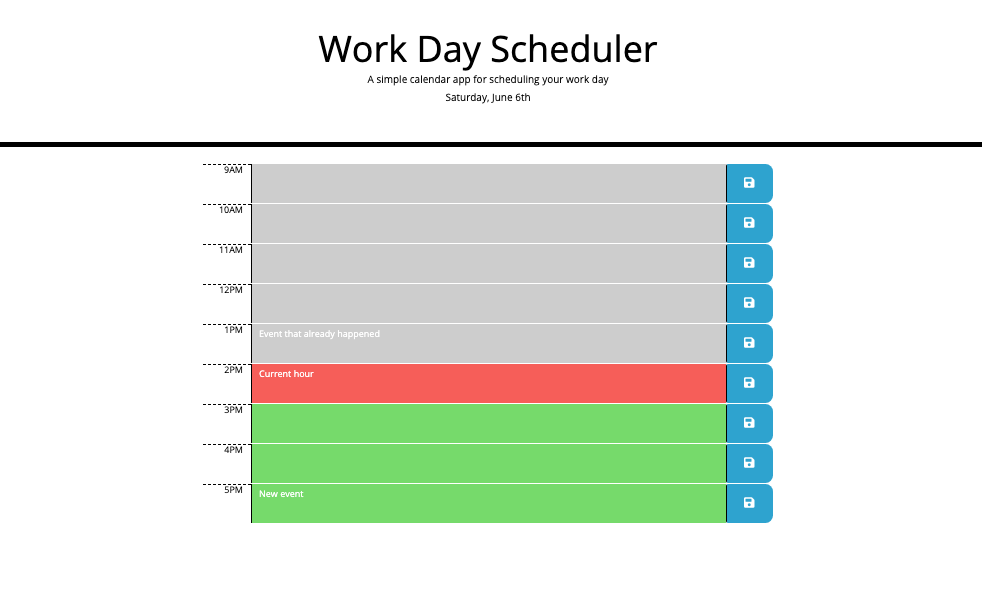 Work Day Scheduler
A simple calendar app for scheduling your work day
Saturday, June 6th
9AM
10AM
11AM
12PM
1PM Event that already happened
2PM Current hour
3PM
4PM
5PM New event